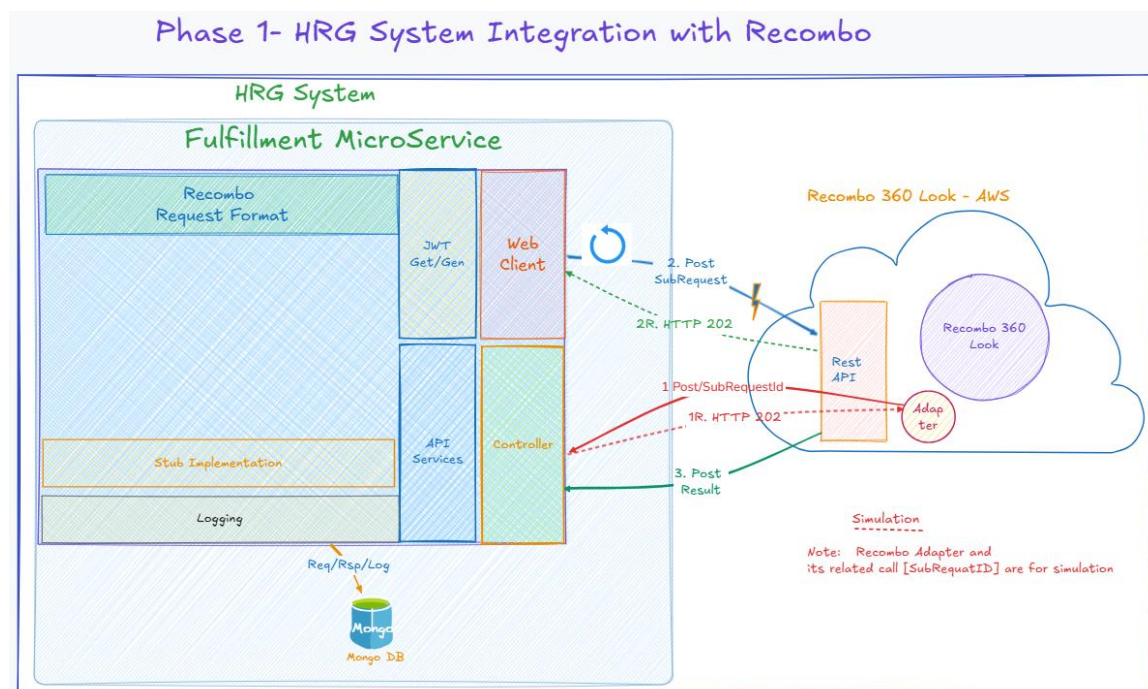 Phase 1- HRG System Integration with Recombo
HRG System
Fulfillment MicroService
Recombo
Request Format
JWT
Get/Gen
Web
Client
2. Post
SubRequest
2R. HTTP 202
Recombo 360 Look - AWS
Recombo 360
Look
Rest
API
1 Post/SubRequestId
1R. HTTP 202
Adap
ter
Stub Implementation
API
Services
Controller
3. Post
Result
Logging
Simulation
Note: Recombo Adapter and
its related call [SubRequatID] are for simulation
Req/Rsp/Log
Mongo
Mongo DB